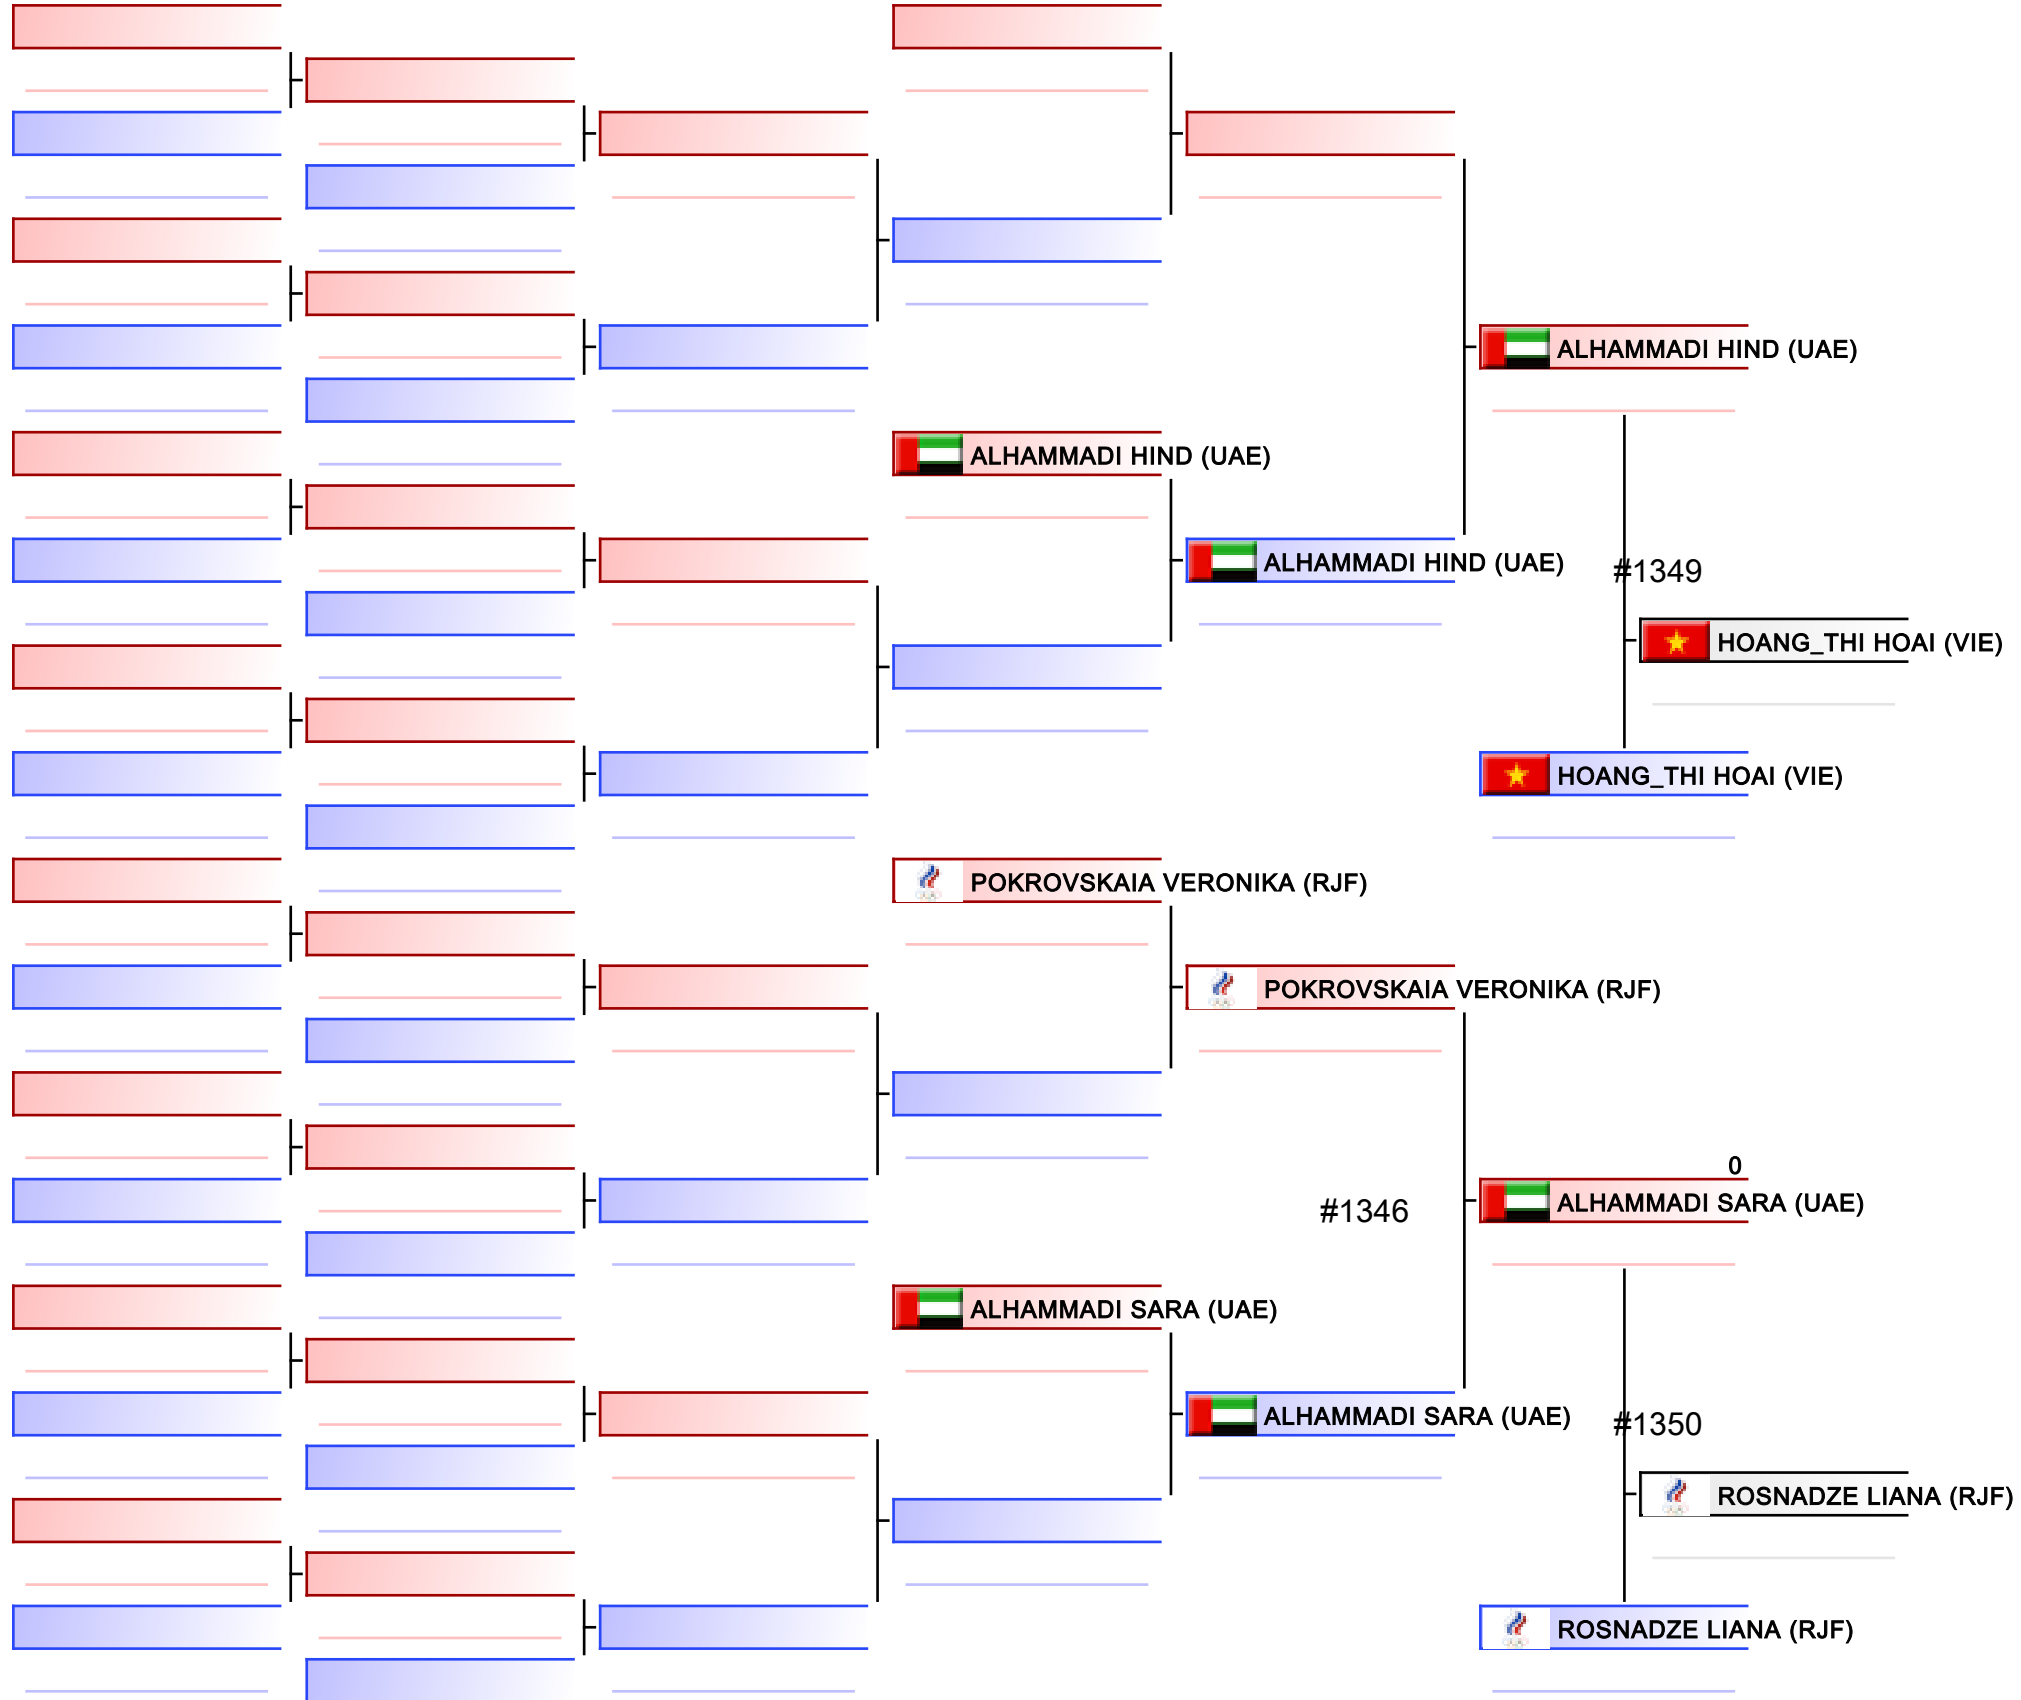 ALHAMMADI HIND (UAE)
ALHAMMADI HIND (UAE)
ALHAMMADI HIND (UAE)
#1349
HOANG_THI HOAI (VIE)
HOANG_THI HOAI (VIE)
POKROVSKAIA VERONIKA (RJF)
POKROVSKAIA VERONIKA (RJF)
0
ALHAMMADI SARA (UAE)
#1346
ALHAMMADI SARA (UAE)
ALHAMMADI SARA (UAE)
#1350
ROSNADZE LIANA (RJF)
ROSNADZE LIANA (RJF)